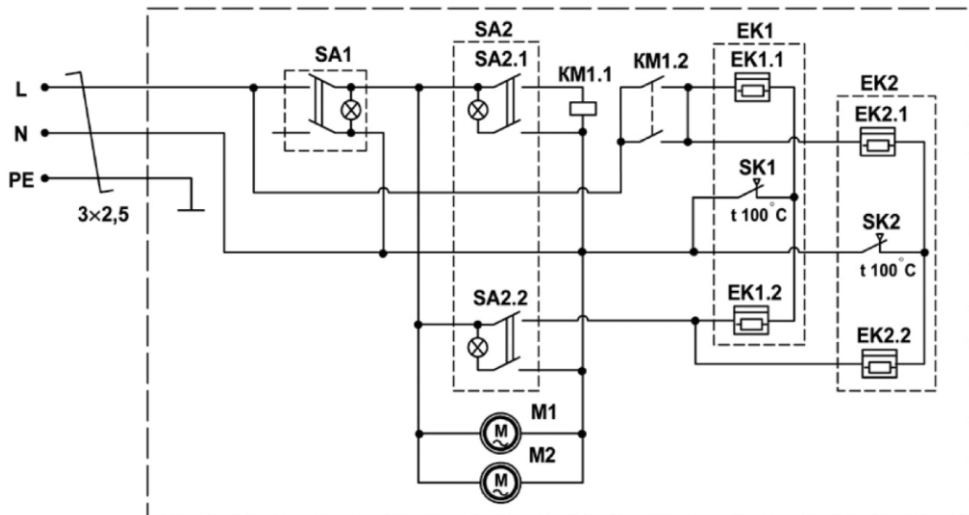 SA1
SA2
SA2.1
KM1.1
KM1.2
EK1
EK1.1
EK2
EK2.1
L
N
PE
3×2,5
SK1
t 100°C
SK2
t 100°C
SA2.2
EK1.2
EK2.2
M1
M
M2
M